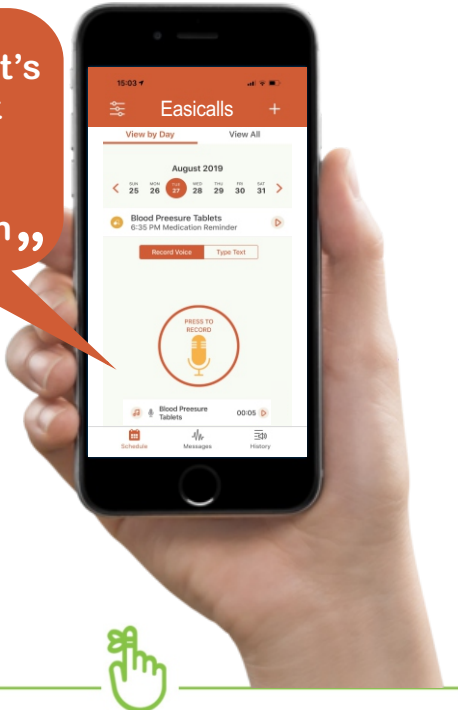 t's
n„
15:03
Easicalls
+
View by Day View All
August 2019
SUN MON TUE WED THU FRI SAT
< 25 26 27 28 29 30 31 >
Blood Preesure Tablets
6:35 PM Medication Reminder
Record Voice Type Text
PRESS TO
RECORD
Blood Preesure
Tablets
00:05
Schedule Messages History